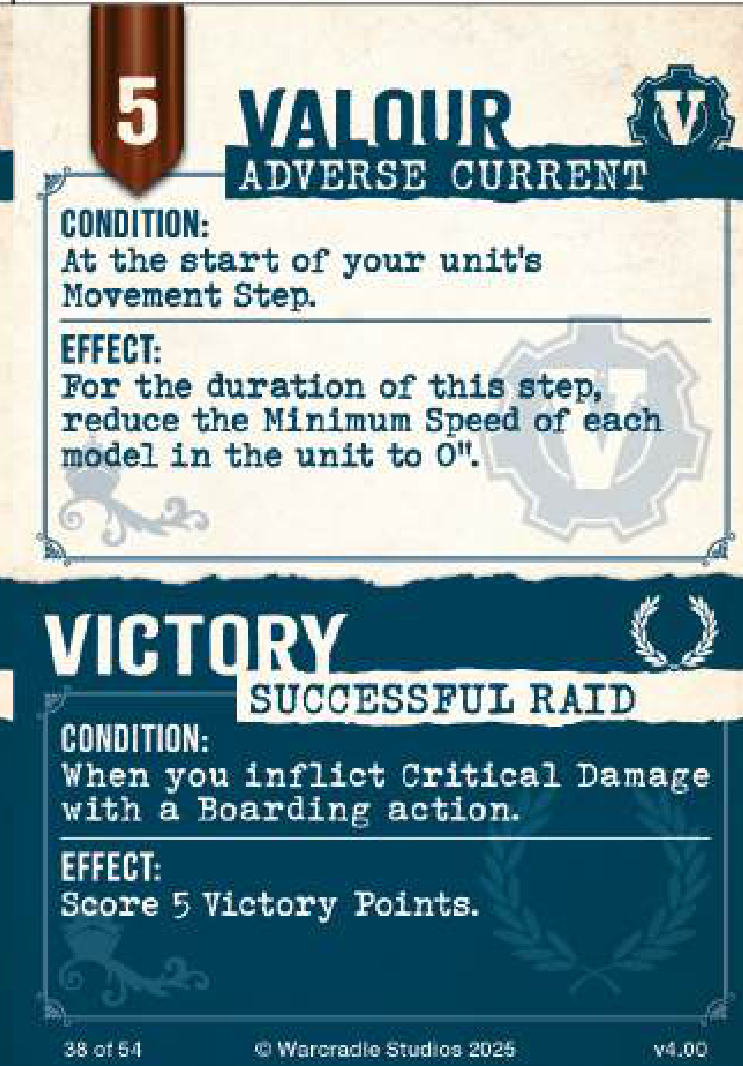 5
VALOUR
V
ADVERSE CURRENT
CONDITION:
At the start of your unit's
Movement Step.
EFFECT:
For the duration of this step,
reduce the Minimum Speed of each
model in the unit to 0".
VICTORY
SUCCESSFUL RAID
CONDITION:
When you inflict Critical Damage
with a Boarding action.
EFFECT:
Score 5 Victory Points.
38 of 54 © Warcradle Studios 2025 v4.00